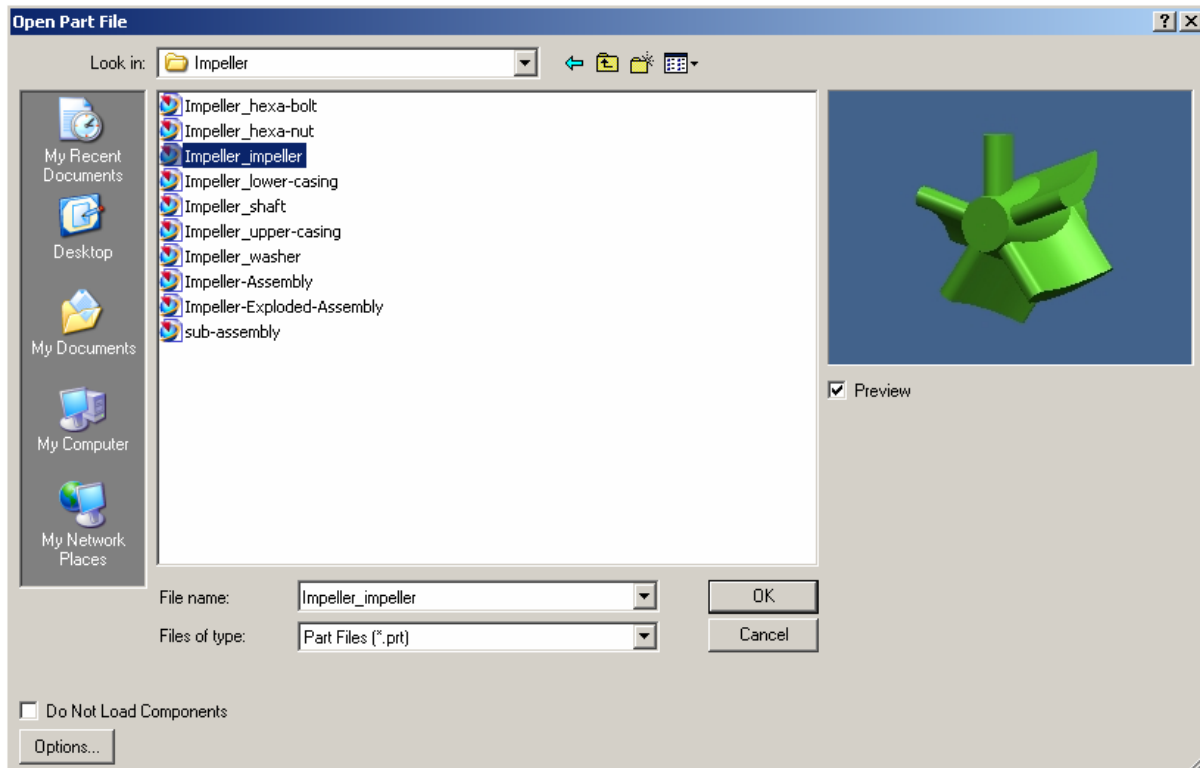 Open Part File
Look in: Impeller
My Recent
Documents
Desktop
My Documents
My Computer
My Network
Places
Impeller_hexa-bolt
Impeller_hexa-nut
Impeller_impeller
Impeller_lower-casing
Impeller_shaft
Impeller_upper-casing
Impeller_washer
Impeller-Assembly
Impeller-Exploded-Assembly
sub-assembly
Preview
File name: Impeller_impeller OK
Files of type: Part Files (*.prt) Cancel
Do Not Load Components
Options...